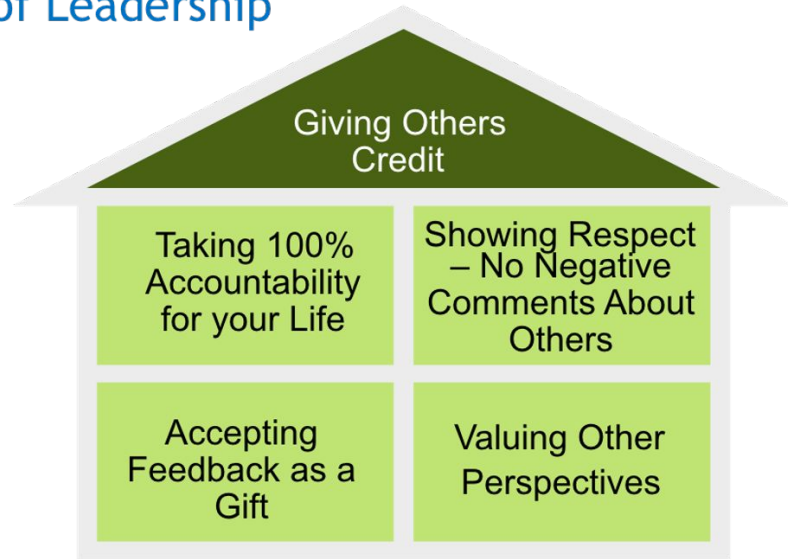 of Leadership
Giving Others
Credit
Taking 100%
Accountability
for your Life
Showing Respect
– No Negative
Comments About
Others
Accepting
Feedback as a
Gift
Valuing Other
Perspectives